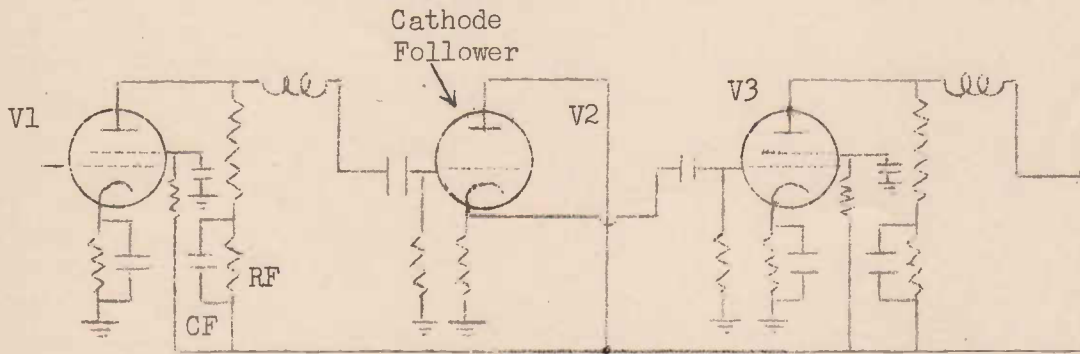 Cathode
Follower
V1
V2
V3
RF
CF